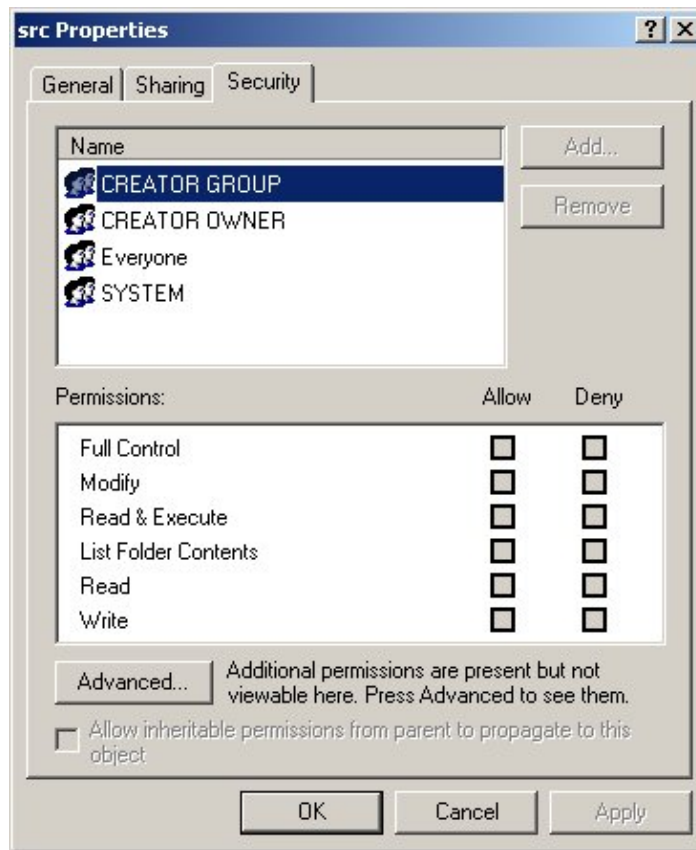 src Properties
? X
General Sharing Security
Name
Add...
CREATOR GROUP
Remove
CREATOR OWNER
Everyone
SYSTEM
Permissions: Allow Deny
Full Control
Modify
Read & Execute
List Folder Contents
Read
Write
Advanced...
Additional permissions are present but not
viewable here. Press Advanced to see them.
Allow inheritable permissions from parent to propagate to this
object
OK Cancel Apply